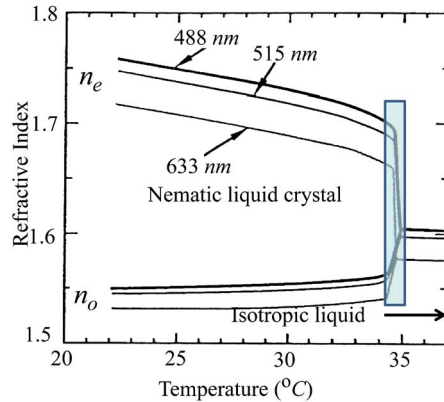 488 nm
515 nm
n_e
1.8
1.7
633 nm
Nematic liquid crystal
Refractive Index
1.6
n_o
Isotropic liquid
1.5
20
25
30
35
Temperature (°C)